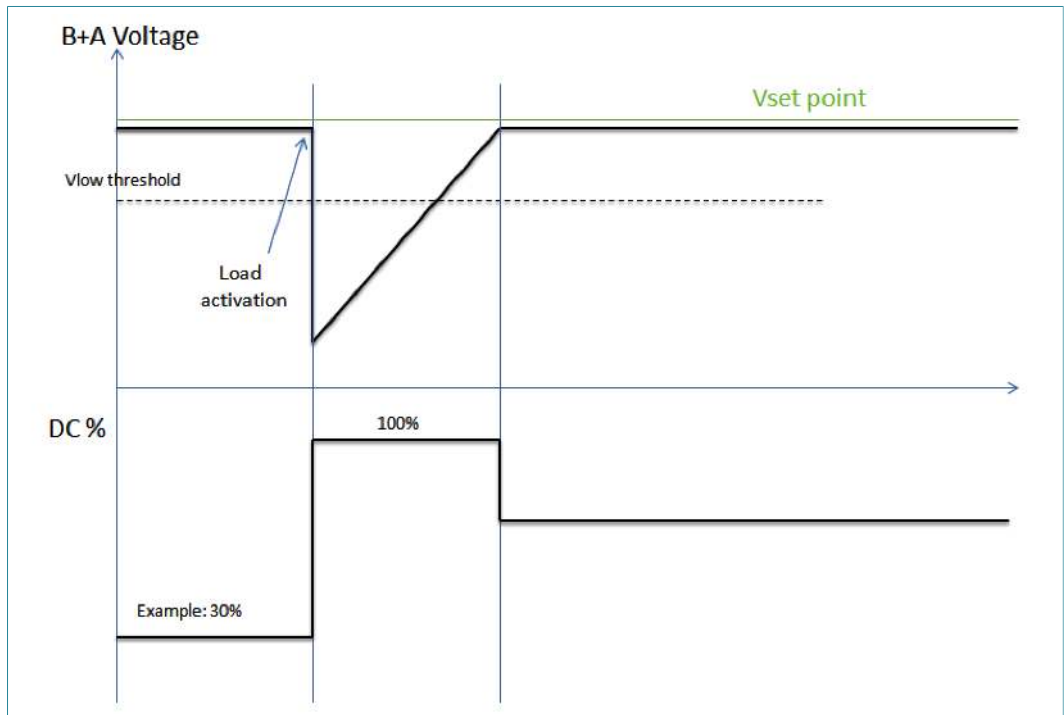 B+A Voltage
Vset point
Vlow threshold
Load
activation
DC %
100%
Example: 30%